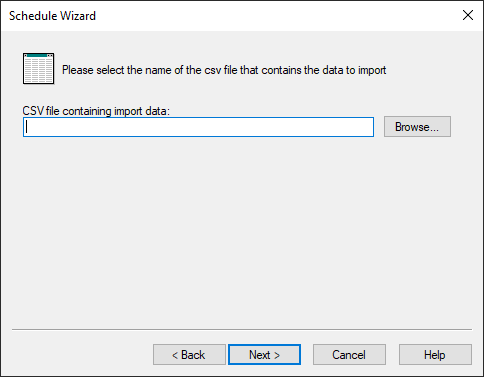 Schedule Wizard
Please select the name of the csv file that contains the data to import
CSV file containing import data:
Browse...
< Back
Next >
Cancel
Help